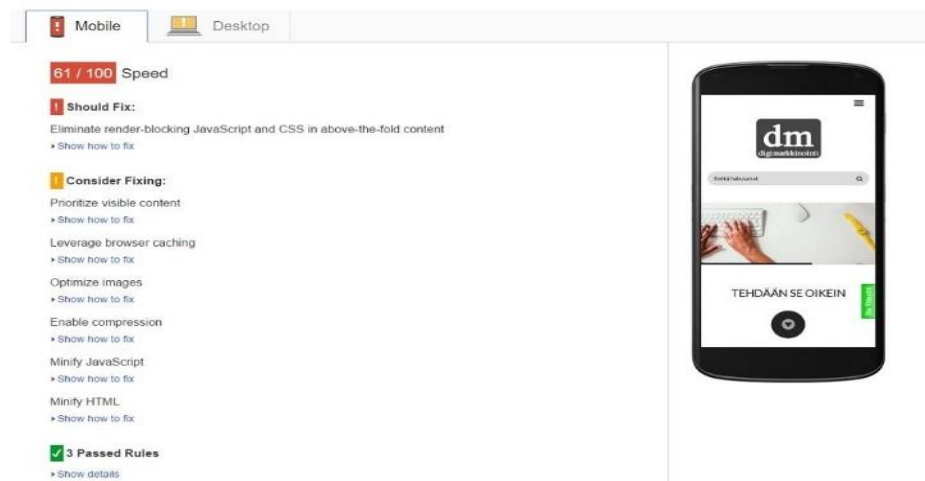 Mobile
Desktop
61 / 100 Speed
! Should Fix:
Eliminate render-blocking JavaScript and CSS in above-the-fold content
Show how to fix
! Consider Fixing:
Prioritize visible content
Show how to fix
Leverage browser caching
Show how to fix
Optimize images
Show how to fix
Enable compression
Show how to fix
Minify JavaScript
Show how to fix
Minify HTML
Show how to fix
3 Passed Rules
Show details
dm
digimarkkinointi
TEHDÄÄN SE OIKEIN